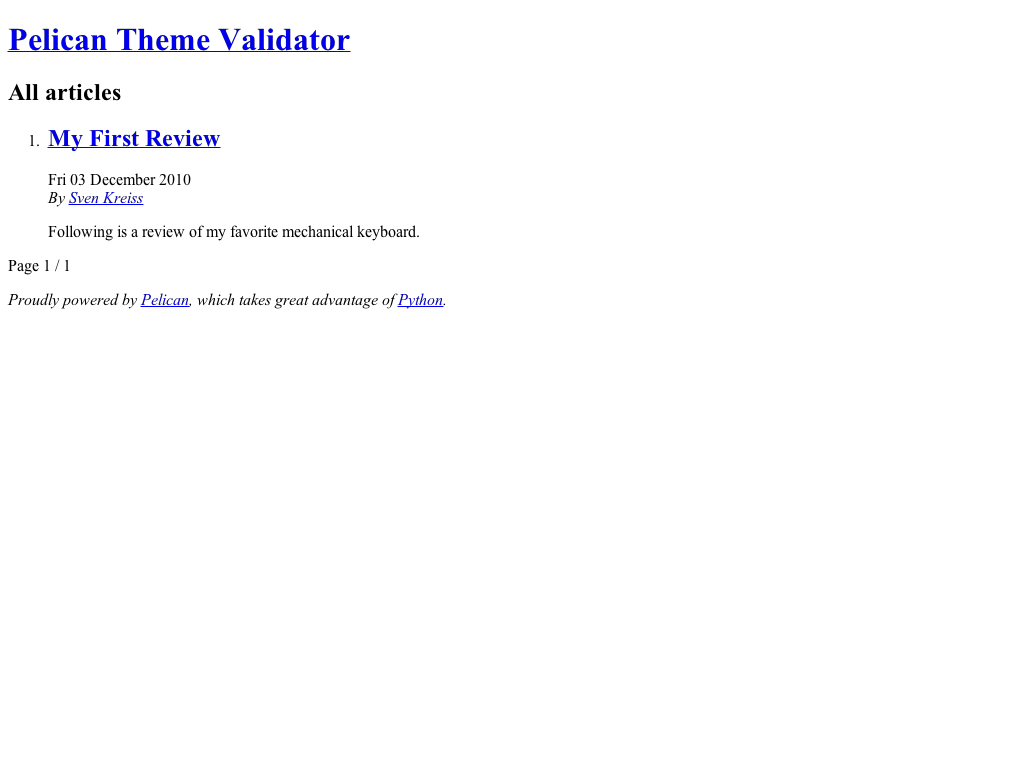 Pelican Theme Validator
All articles
1. My First Review
Fri 03 December 2010
By Sven Kreiss
Following is a review of my favorite mechanical keyboard.
Page 1 / 1
Proudly powered by Pelican, which takes great advantage of Python.